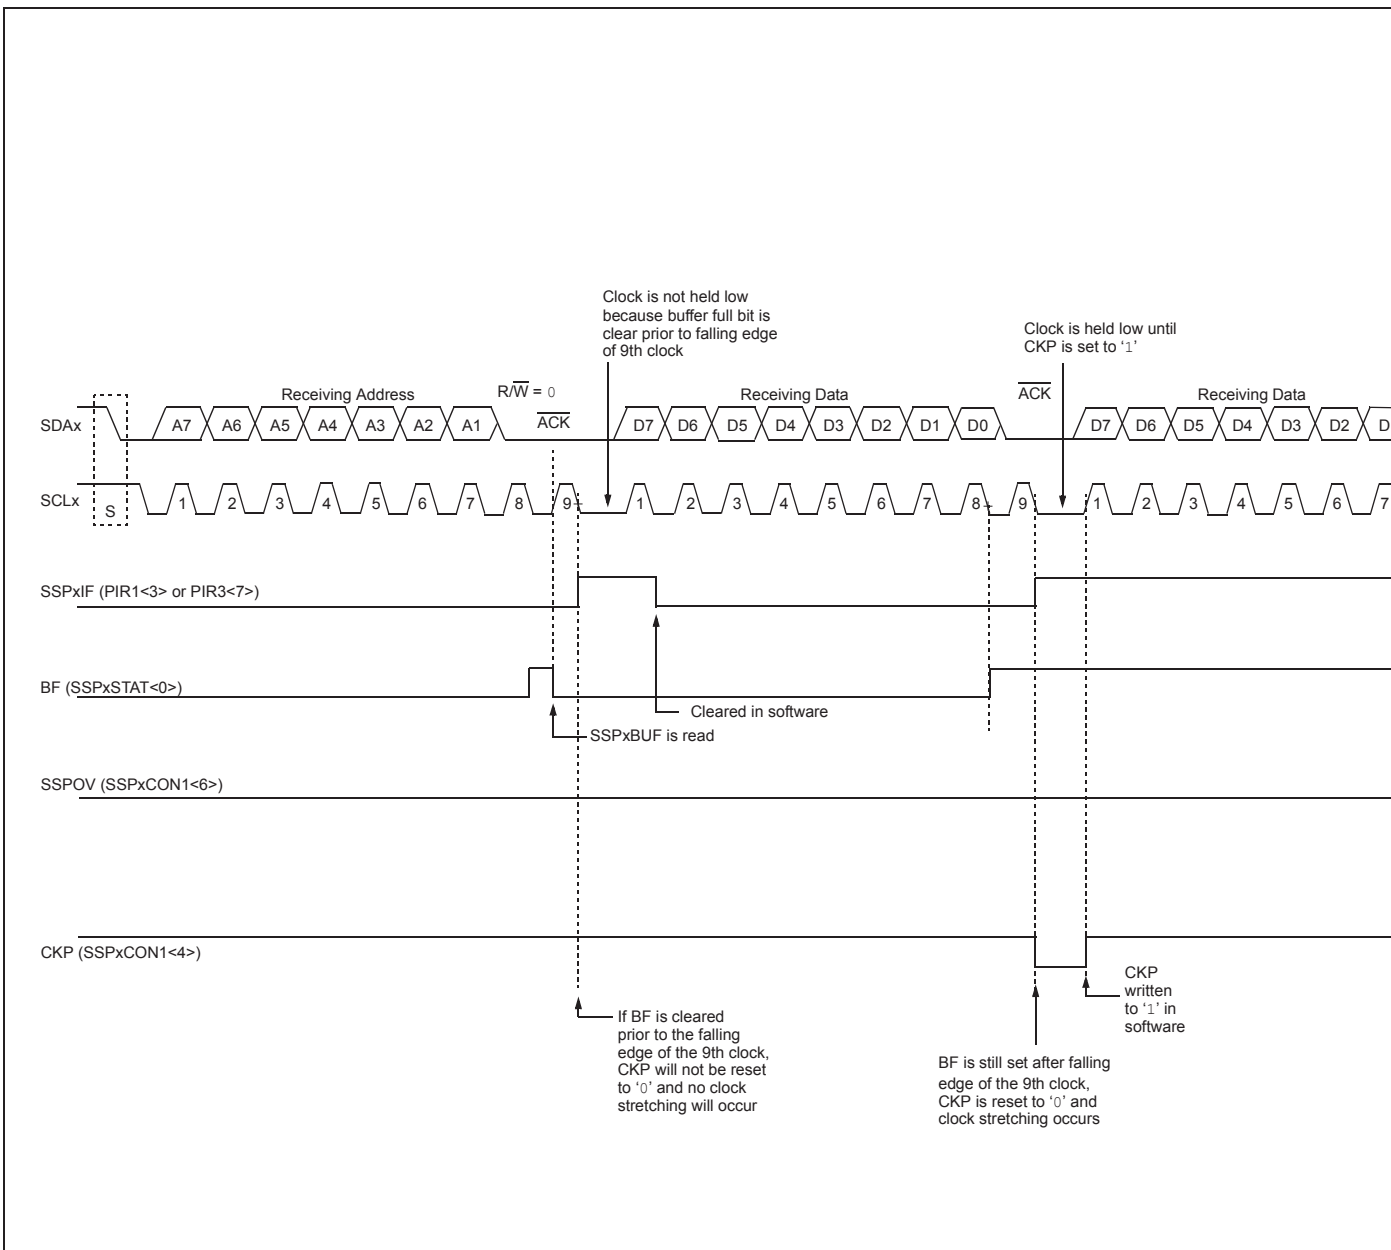 Clock is not held low
because buffer full bit is
clear prior to falling edge
of 9th clock
Clock is held low until
CKP is set to ‘1’
Receiving Address
R/W = 0
ACK
Receiving Data
ACK
Receiving Data
SDAx
A7 A6 A5 A4 A3 A2 A1
D7 D6 D5 D4 D3 D2 D1 D0
D7 D6 D5 D4 D3 D2 D
SCLx
S
1 2 3 4 5 6 7 8 9
1 2 3 4 5 6 7 8 9
1 2 3 4 5 6 7
SSPxIF (PIR1<3> or PIR3<7>)
BF (SSPxSTAT<0>)
Cleared in software
SSPxBUF is read
SSPOV (SSPxCON1<6>)
CKP (SSPxCON1<4>)
CKP
written
to ‘1’ in
software
If BF is cleared
prior to the falling
edge of the 9th clock,
CKP will not be reset
to ‘0’ and no clock
stretching will occur
BF is still set after falling
edge of the 9th clock,
CKP is reset to ‘0’ and
clock stretching occurs